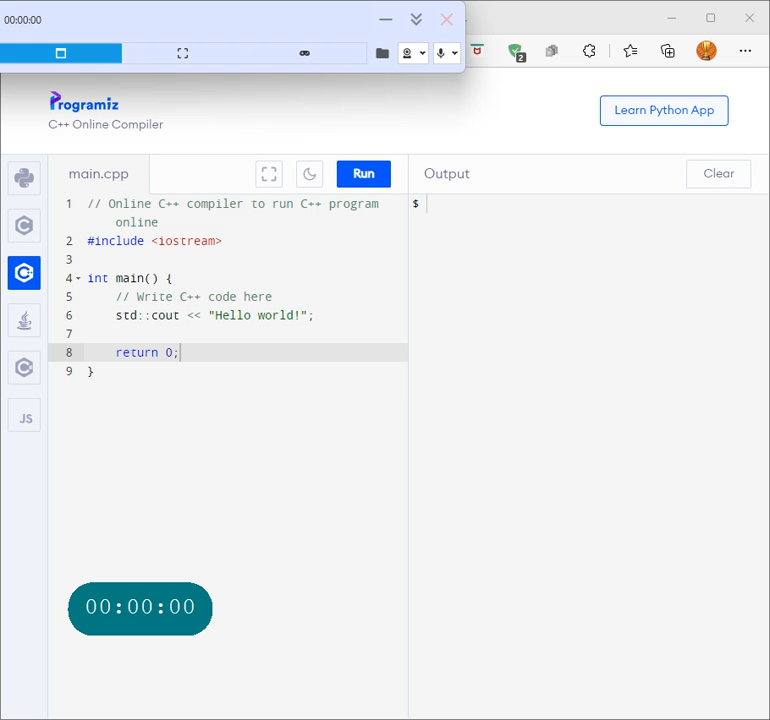 00:00:00
2
Programiz
C++ Online Compiler
Learn Python App
main.cpp
Run
Output
Clear
1 // Online C++ compiler to run C++ program
online
2 #include <iostream>
3
4 int main() {
5 // Write C++ code here
6 std::cout << "Hello world!";
7
8 return 0;
9 }
$
JS
00:00:00